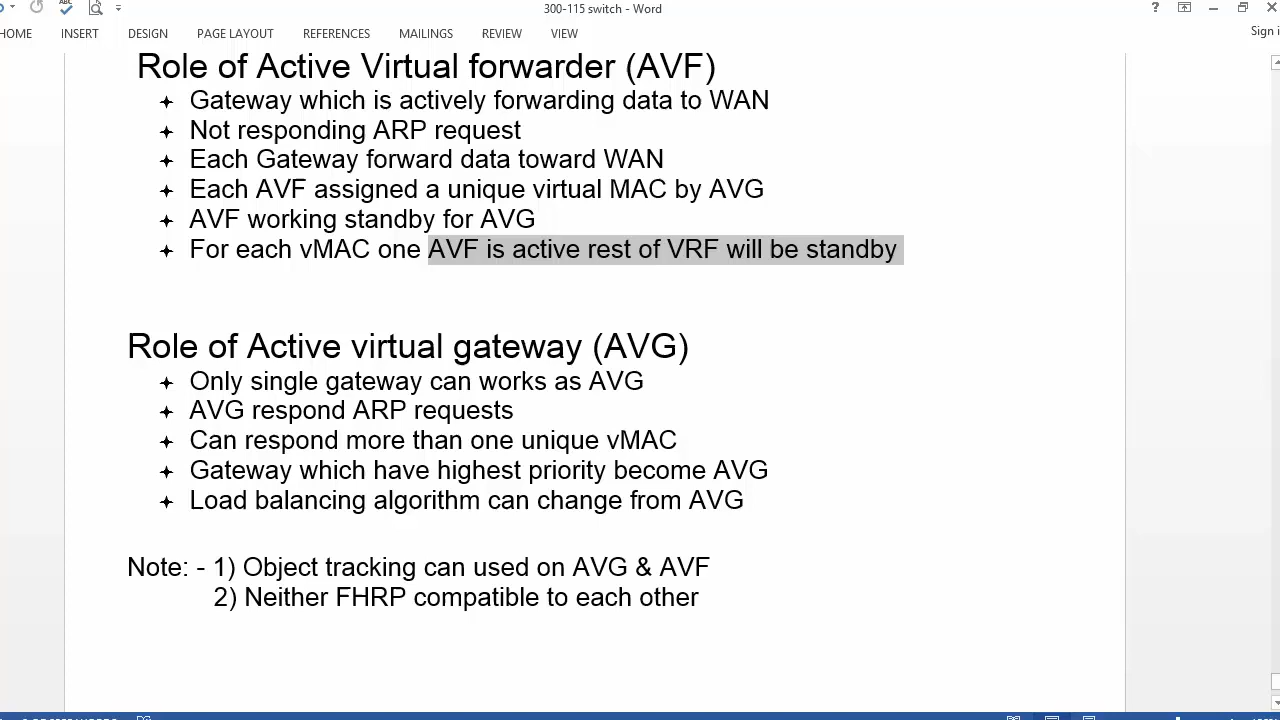 300-115 switch - Word
HOME INSERT DESIGN PAGE LAYOUT REFERENCES MAILINGS REVIEW VIEW Sign i
Role of Active Virtual forwarder (AVF)
Gateway which is actively forwarding data to WAN
Not responding ARP request
Each Gateway forward data toward WAN
Each AVF assigned a unique virtual MAC by AVG
AVF working standby for AVG
For each vMAC one AVF is active rest of VRF will be standby
Role of Active virtual gateway (AVG)
Only single gateway can works as AVG
AVG respond ARP requests
Can respond more than one unique vMAC
Gateway which have highest priority become AVG
Load balancing algorithm can change from AVG
Note: - 1) Object tracking can used on AVG & AVF
2) Neither FHRP compatible to each other